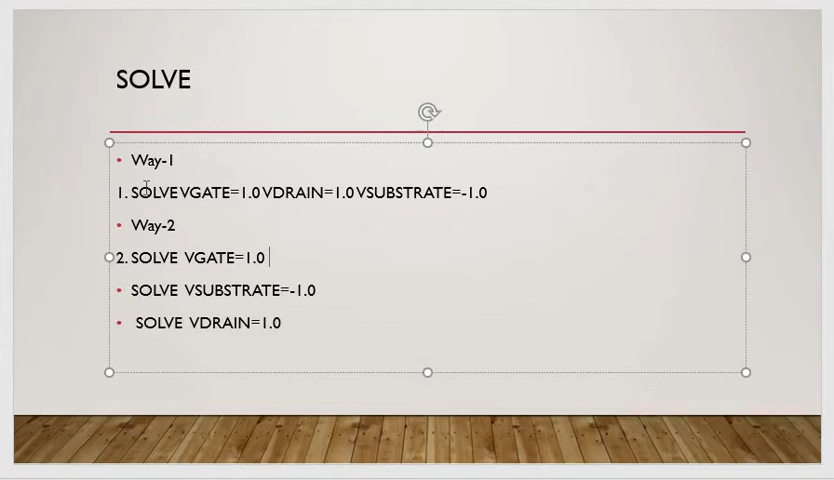 SOLVE
• Way-1
1. SOLVE VGATE=1.0 VDRAIN=1.0 VSUBSTRATE=-1.0
• Way-2
2. SOLVE VGATE=1.0
• SOLVE VSUBSTRATE=-1.0
• SOLVE VDRAIN=1.0